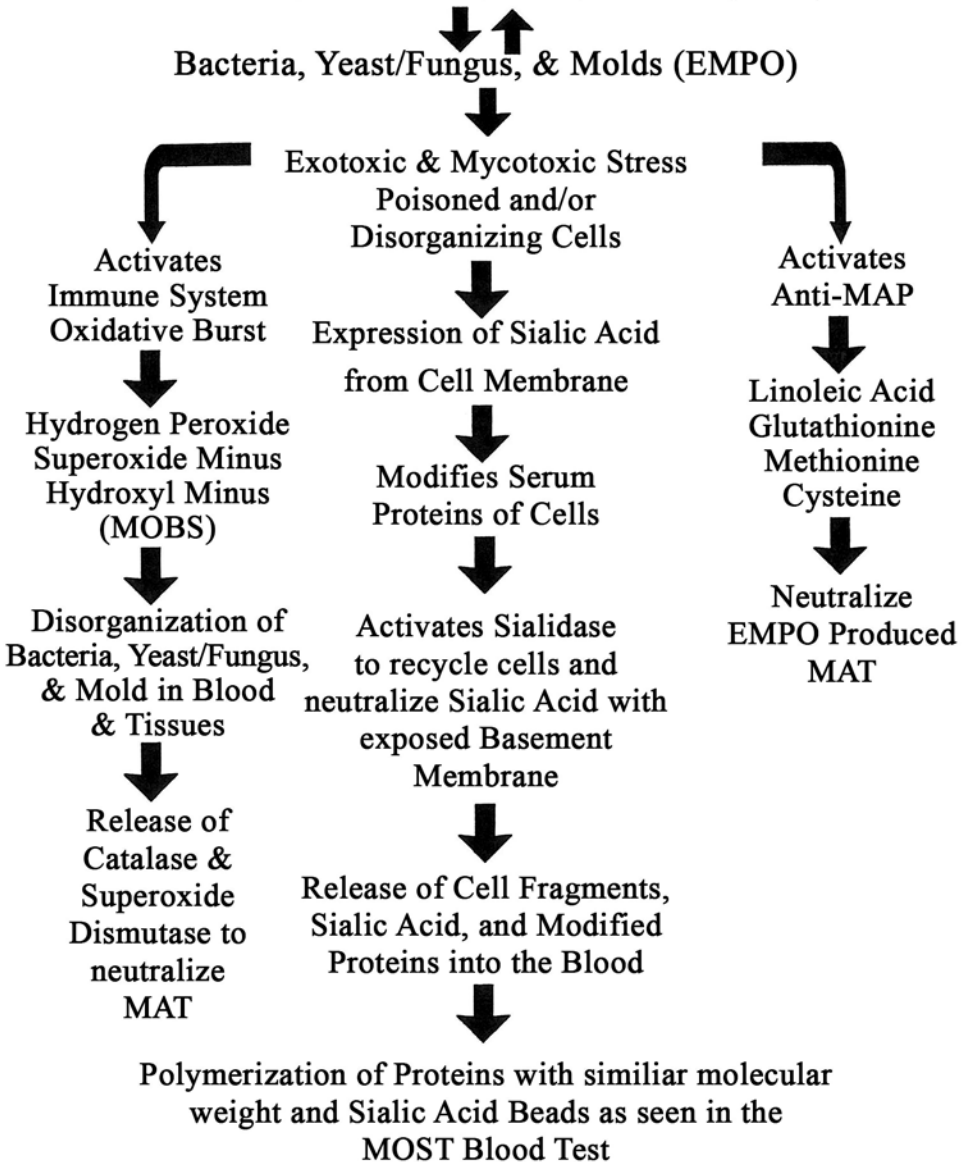 Bacteria, Yeast/Fungus, & Molds (EMPO)
Exotoxic & Mycotoxic Stress
Poisoned and/or
Disorganizing Cells
Activates
Immune System
Oxidative Burst
Hydrogen Peroxide
Superoxide Minus
Hydroxyl Minus
(MOBS)
Disorganization of
Bacteria, Yeast/Fungus,
& Mold in Blood
& Tissues
Release of
Catalase &
Superoxide
Dismutase to
neutralize
MAT
Expression of Sialic Acid
from Cell Membrane
Modifies Serum
Proteins of Cells
Activates Sialidase
to recycle cells and
neutralize Sialic Acid with
exposed Basement
Membrane
Release of Cell Fragments,
Sialic Acid, and Modified
Proteins into the Blood
Activates
Anti-MAP
Linoleic Acid
Glutathionine
Methionine
Cysteine
Neutralize
EMPO Produced
MAT
Polymerization of Proteins with similiar molecular
weight and Sialic Acid Beads as seen in the
MOST Blood Test